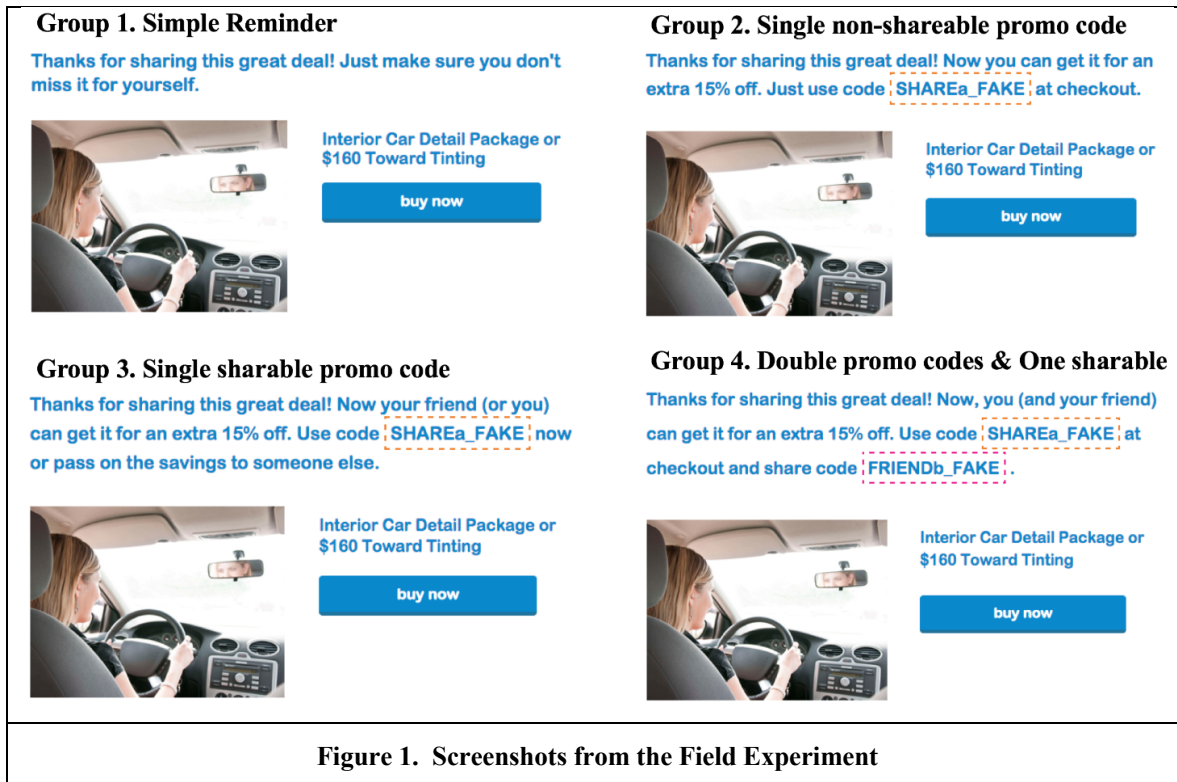 Group 1. Simple Reminder
Thanks for sharing this great deal! Just make sure you don't
miss it for yourself.
Interior Car Detail Package or
$160 Toward Tinting
buy now
Group 2. Single non-shareable promo code
Thanks for sharing this great deal! Now you can get it for an
extra 15% off. Just use code SHAREa_FAKE at checkout.
Interior Car Detail Package or
$160 Toward Tinting
buy now
Group 3. Single sharable promo code
Thanks for sharing this great deal! Now your friend (or you)
can get it for an extra 15% off. Use code SHAREa_FAKE now
or pass on the savings to someone else.
Interior Car Detail Package or
$160 Toward Tinting
buy now
Group 4. Double promo codes & One sharable
Thanks for sharing this great deal! Now, you (and your friend)
can get it for an extra 15% off. Use code SHAREa_FAKE at
checkout and share code FRIENDb_FAKE .
Interior Car Detail Package or
$160 Toward Tinting
buy now
Figure 1. Screenshots from the Field Experiment